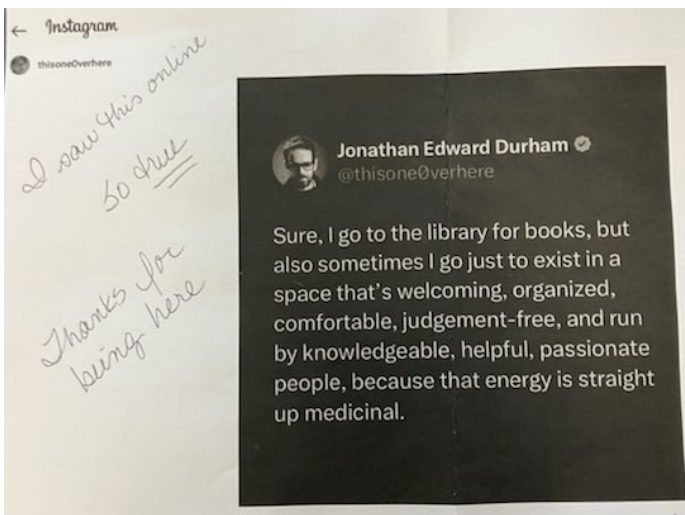 ← Instagram
thisone0verhere
I saw this online
So true
Thanks for
being here
Jonathan Edward Durham
@thisone0verhere
Sure, I go to the library for books, but
also sometimes I go just to exist in a
space that's welcoming, organized,
comfortable, judgement-free, and run
by knowledgeable, helpful, passionate
people, because that energy is straight
up medicinal.